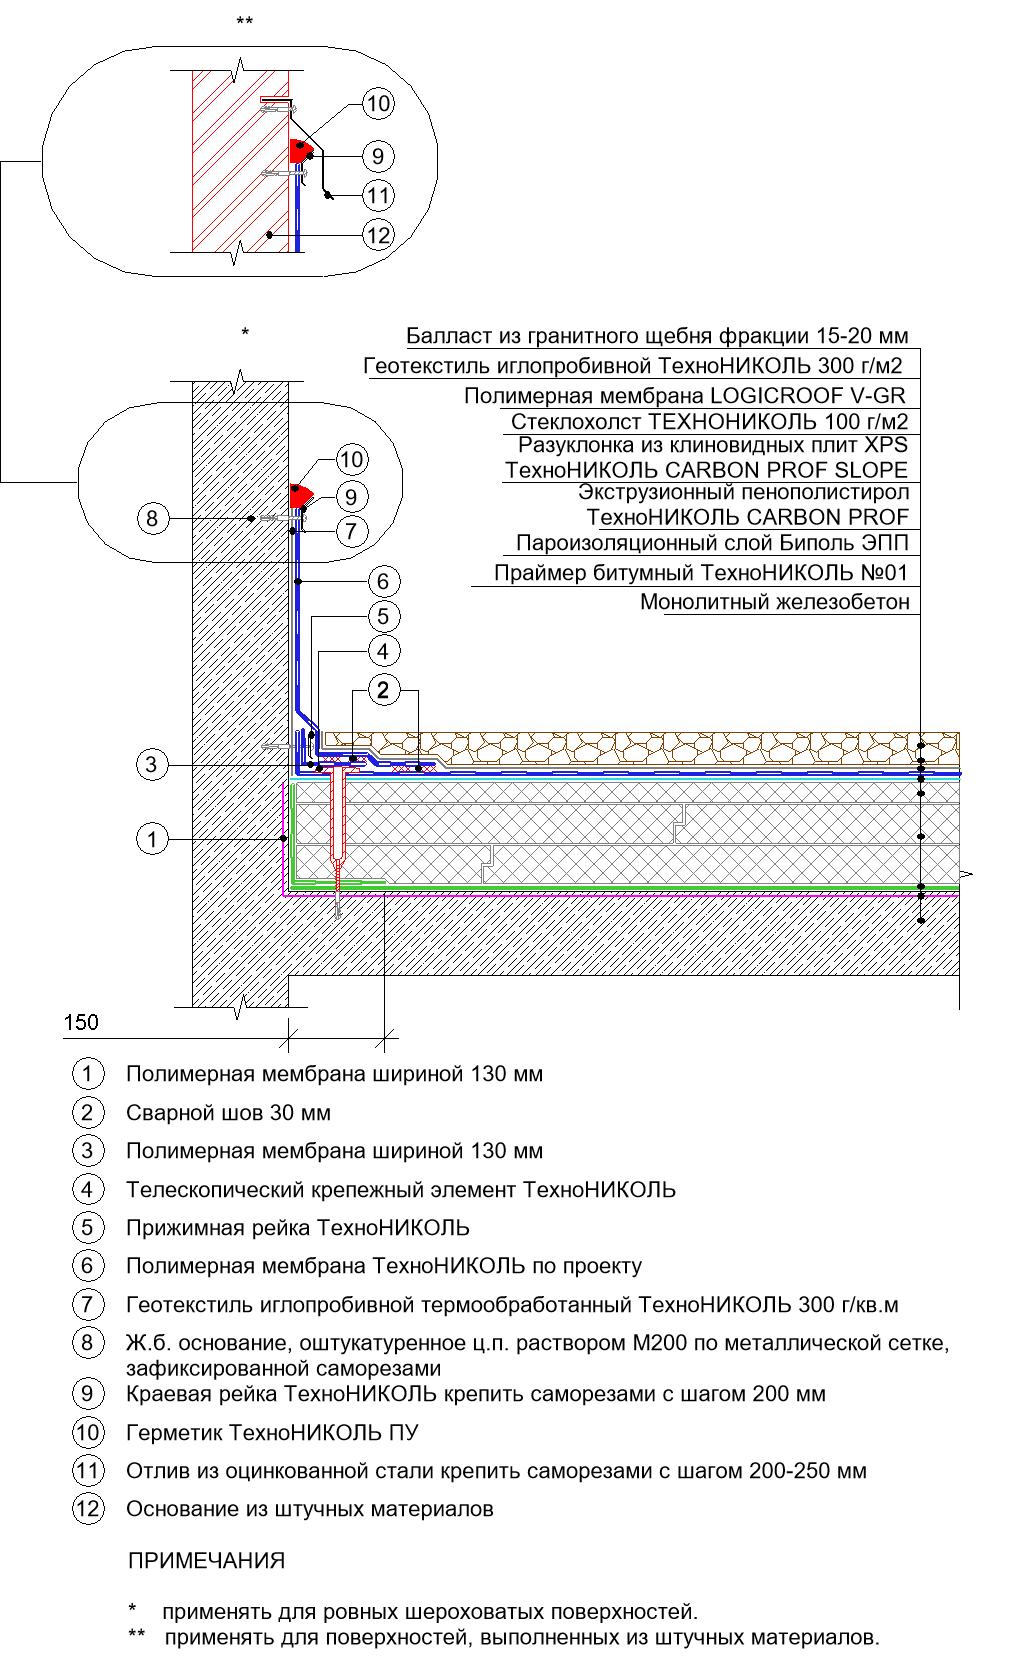 **
10
9
11
12
*
Балласт из гранитного щебня фракции 15-20 мм
Геотекстиль иглопробивной ТехноНИКОЛЬ 300 г/м2
Полимерная мембрана LOGICROOF V-GR
Стеклохолст ТЕХНОНИКОЛЬ 100 г/м2
Разуклонка из клиновидных плит XPS
ТехноНИКОЛЬ CARBON PROF SLOPE
Экструзионный пенополистирол
ТехноНИКОЛЬ CARBON PROF
Пароизоляционный слой Биполь ЭПП
Праймер битумный ТехноНИКОЛЬ №01
Монолитный железобетон
10
9
8
7
6
5
4
2
3
1
150
1 Полимерная мембрана шириной 130 мм
2 Сварной шов 30 мм
3 Полимерная мембрана шириной 130 мм
4 Телескопический крепежный элемент ТехноНИКОЛЬ
5 Прижимная рейка ТехноНИКОЛЬ
6 Полимерная мембрана ТехноНИКОЛЬ по проекту
7 Геотекстиль иглопробивной термообработанный ТехноНИКОЛЬ 300 г/кв.м
8 Ж.б. основание, оштукатуренное ц.п. раствором М200 по металлической сетке,
зафиксированной саморезами
9 Краевая рейка ТехноНИКОЛЬ крепить саморезами с шагом 200 мм
10 Герметик ТехноНИКОЛЬ ПУ
11 Отлив из оцинкованной стали крепить саморезами с шагом 200-250 мм
12 Основание из штучных материалов
ПРИМЕЧАНИЯ
* применять для ровных шероховатых поверхностей.
** применять для поверхностей, выполненных из штучных материалов.